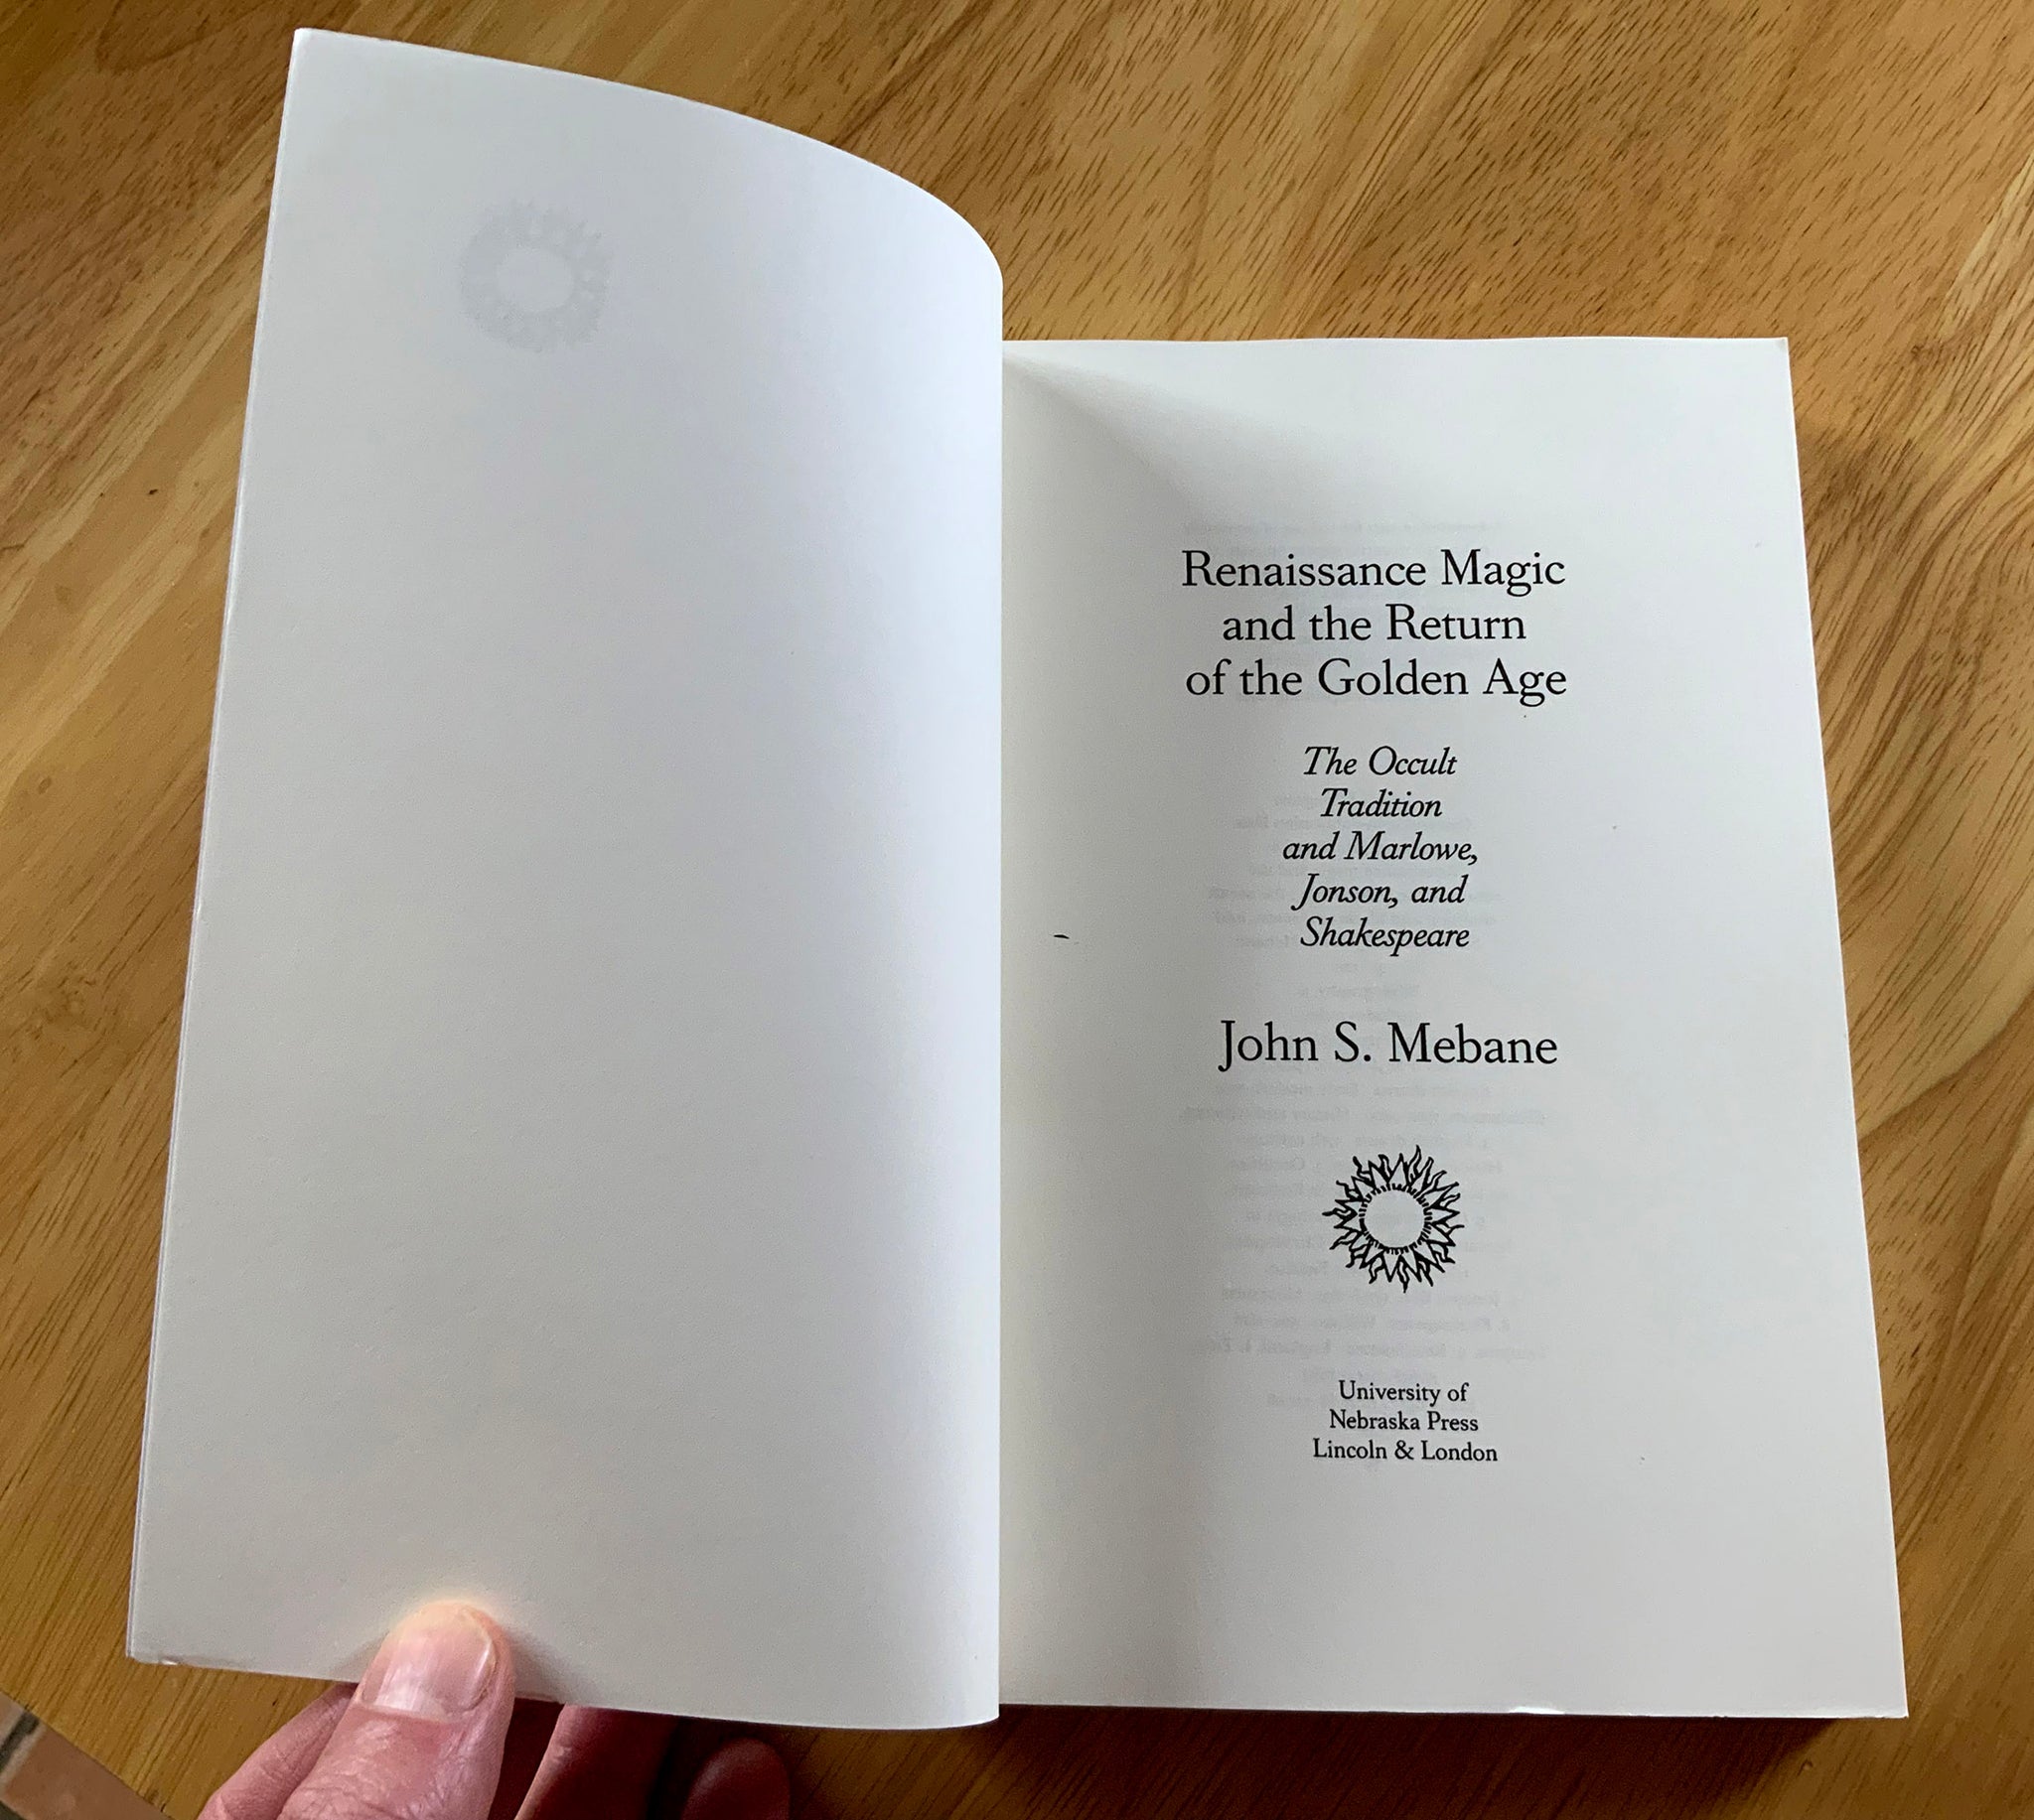 Renaissance Magic
and the Return
of the Golden Age
The Occult
Tradition
and Marlowe,
Jonson, and
Shakespeare
John S. Mebane
University of
Nebraska Press
Lincoln & London